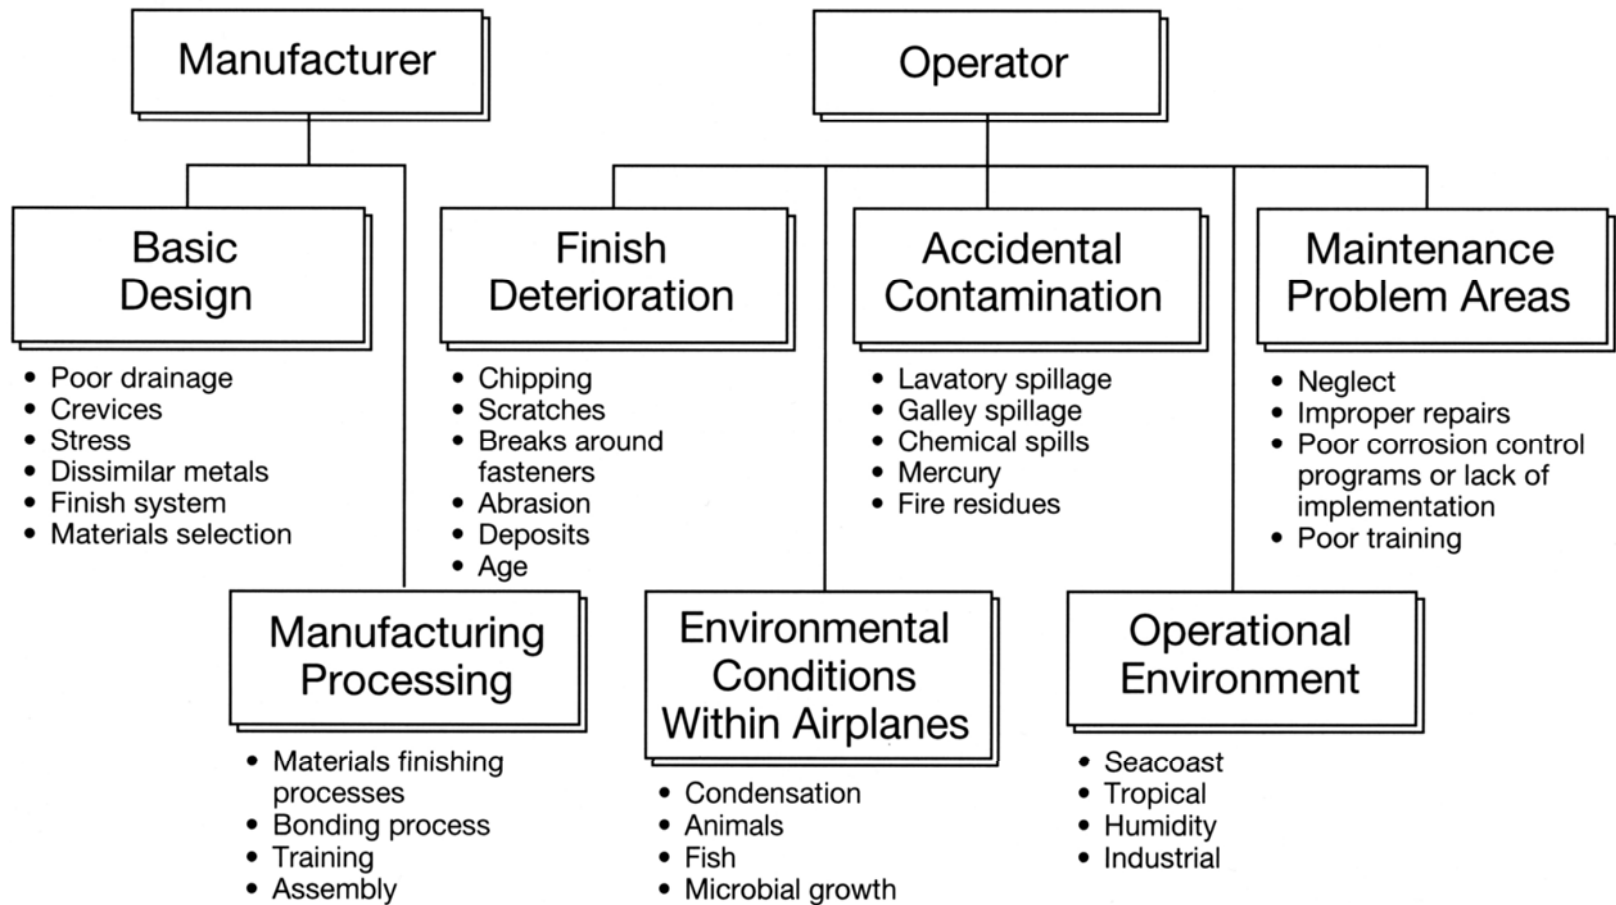 Manufacturer
Operator
Basic
Design
• Poor drainage
• Crevices
• Stress
• Dissimilar metals
• Finish system
• Materials selection
Finish
Deterioration
• Chipping
• Scratches
• Breaks around
fasteners
• Abrasion
• Deposits
• Age
Accidental
Contamination
• Lavatory spillage
• Galley spillage
• Chemical spills
• Mercury
• Fire residues
Maintenance
Problem Areas
• Neglect
• Improper repairs
• Poor corrosion control
programs or lack of
implementation
• Poor training
Manufacturing
Processing
• Materials finishing
processes
• Bonding process
• Training
• Assembly
Environmental
Conditions
Within Airplanes
• Condensation
• Animals
• Fish
• Microbial growth
Operational
Environment
• Seacoast
• Tropical
• Humidity
• Industrial